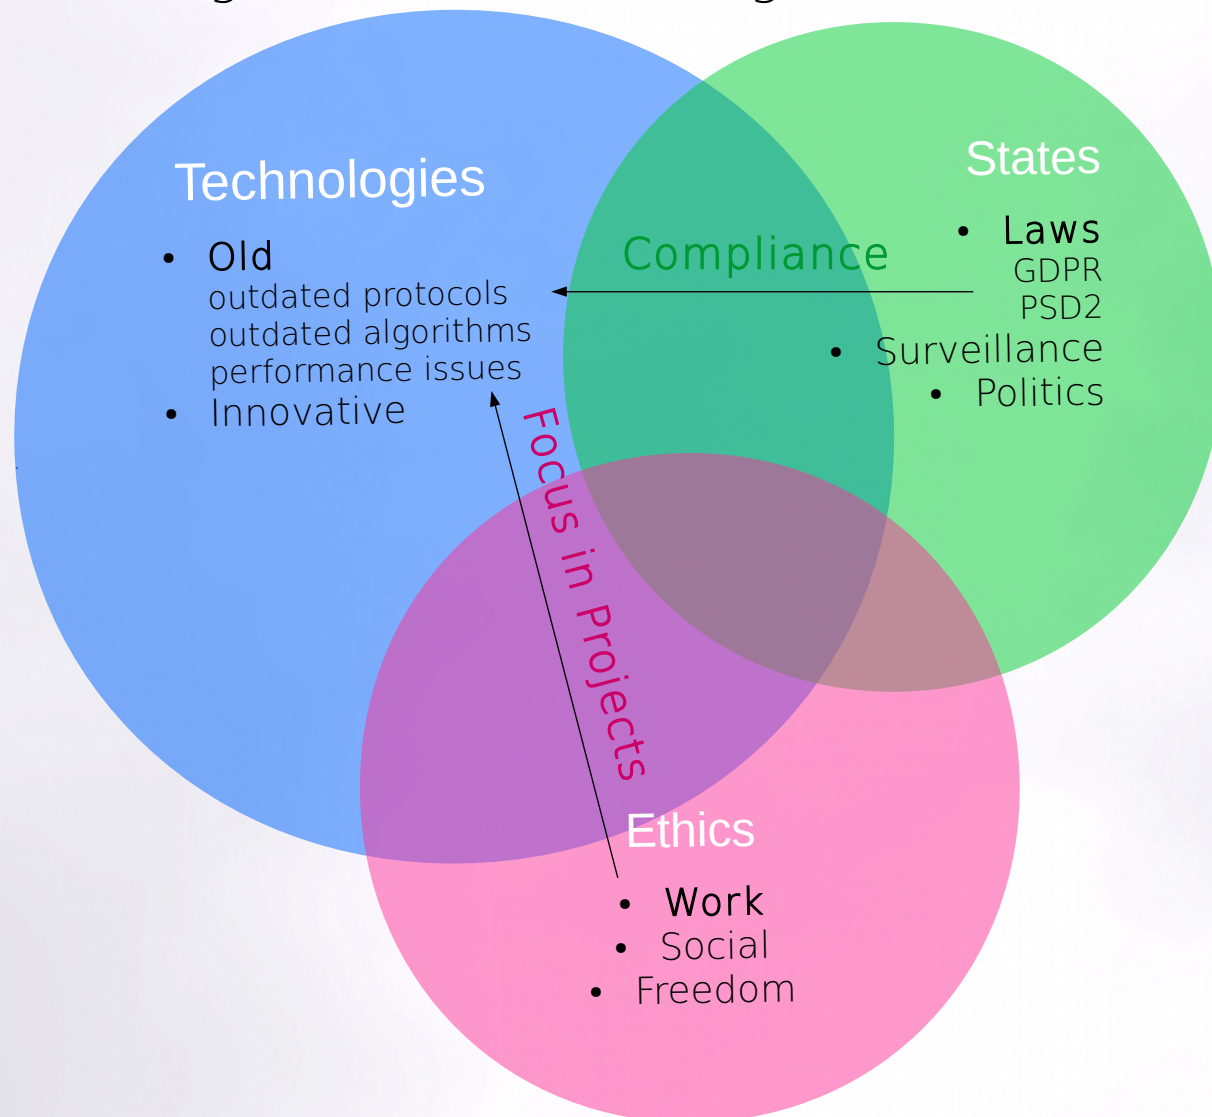 Technologies
• Old
outdated protocols
outdated algorithms
performance issues
• Innovative
Compliance
States
• Laws
GDPR
PSD2
• Surveillance
• Politics
Focus in Projects
Ethics
• Work
• Social
• Freedom